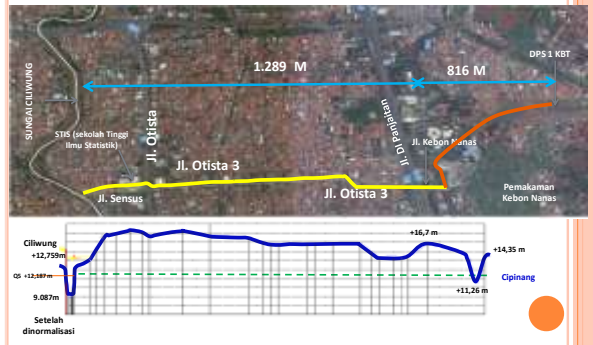 DPS 1 KBT
1.289 M
816 M
SUNGAI CILIWUNG
STIS (sekolah Tinggi
Ilmu Statistik)
Jl. Otista
Jl. DI Panjaitan
Jl. Kebon Nanas
Jl. Otista 3
Jl. Sensus
Jl. Otista 3
Pemakaman
Kebon Nanas
Ciliwung
+12,759m
QS +12,187 m
9.087m
Setelah
dinormalisasi
+16,7 m
+14,35 m
Cipinang
+11,26 m